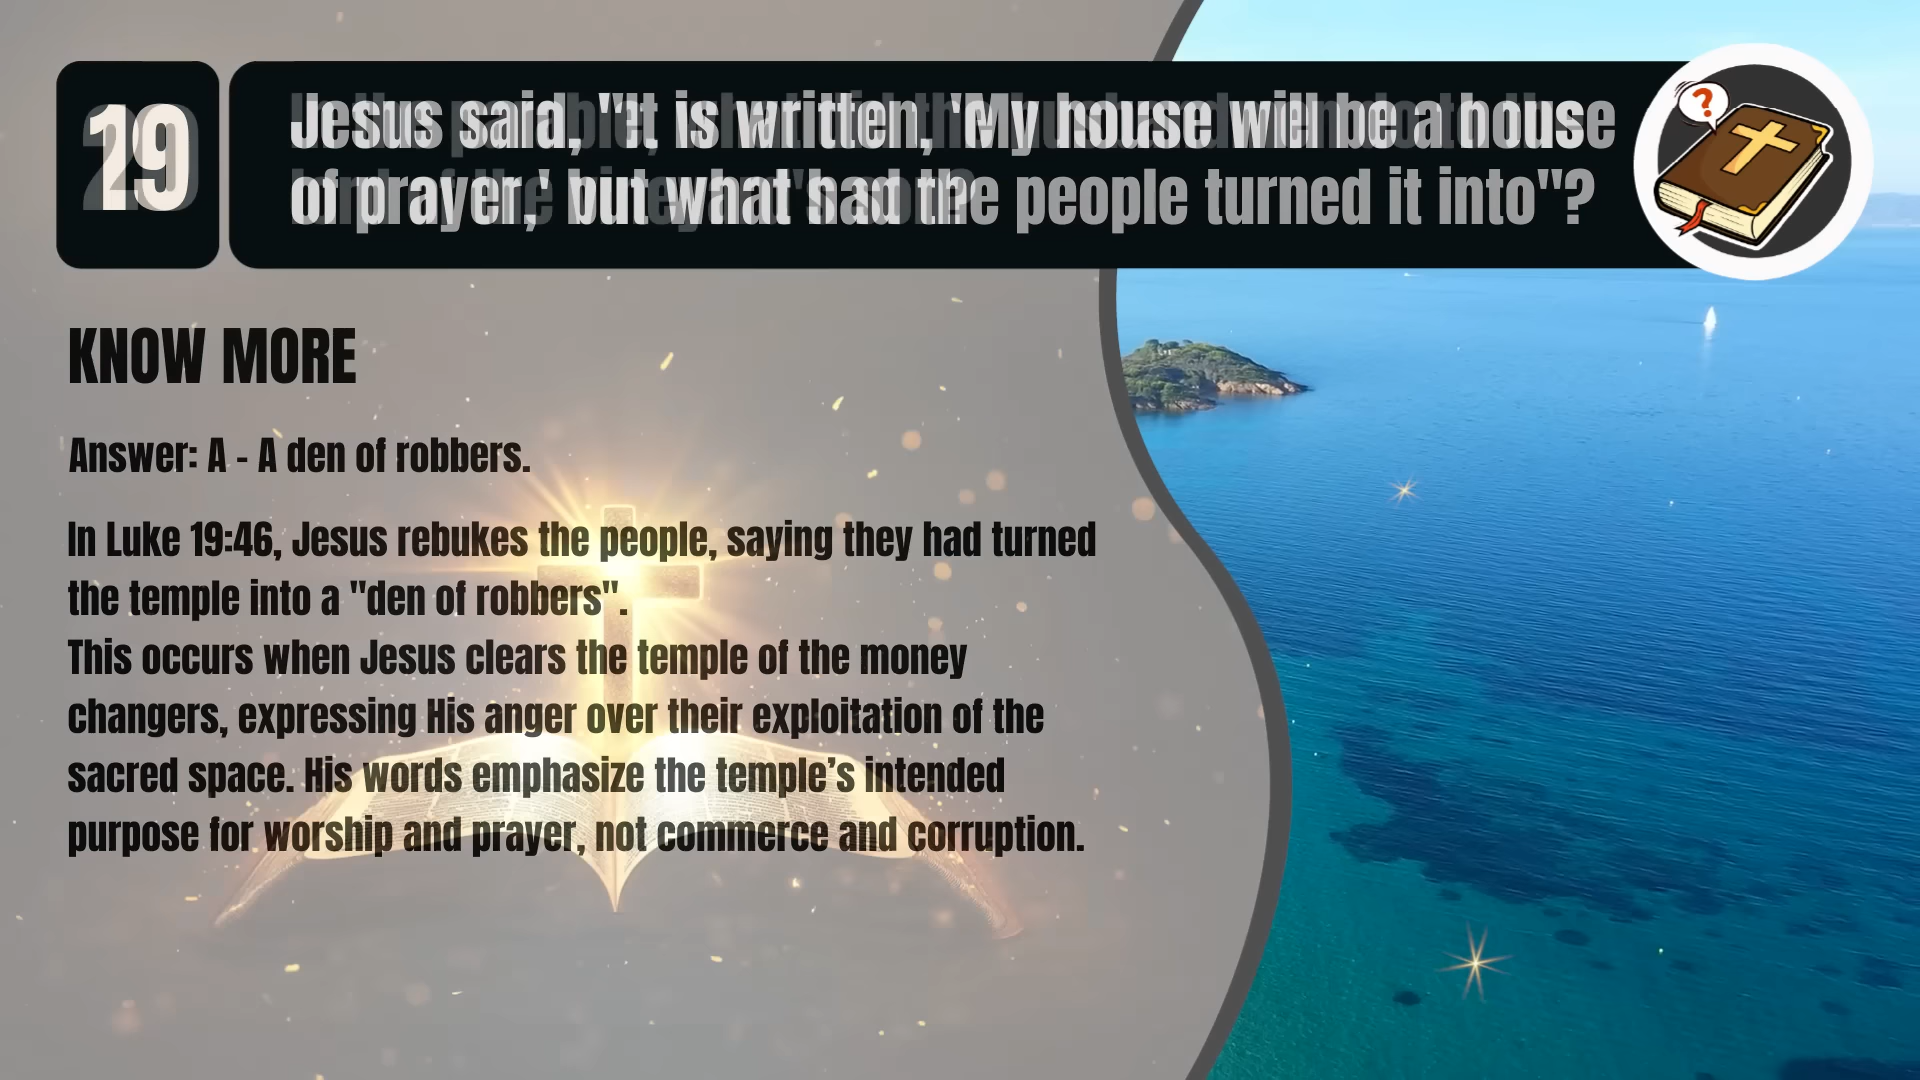 19
Jesus said, "It is written, 'My house will be a house
of prayer,' but what had the people turned it into"?
KNOW MORE
Answer: A - A den of robbers.
In Luke 19:46, Jesus rebukes the people, saying they had turned
the temple into a "den of robbers".
This occurs when Jesus clears the temple of the money
changers, expressing His anger over their exploitation of the
sacred space. His words emphasize the temple’s intended
purpose for worship and prayer, not commerce and corruption.